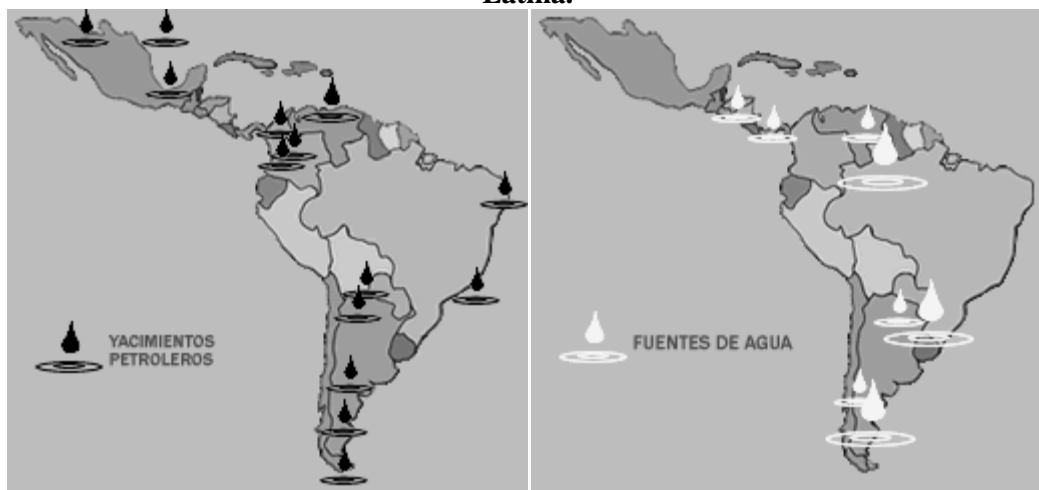 Latina.
YACIMIENTOS
PETROLEROS
FUENTES DE AGUA